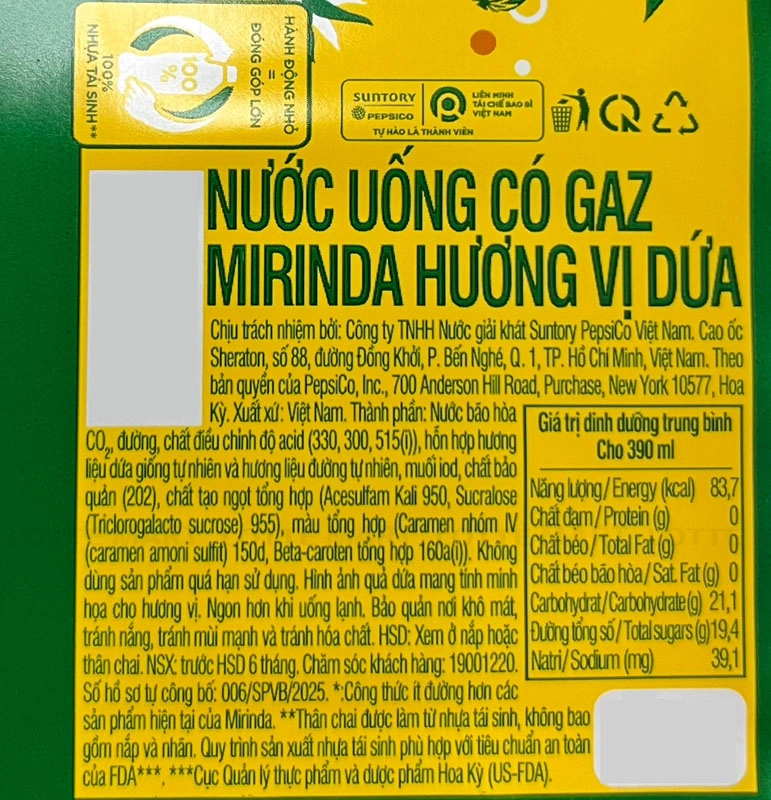 HÀNH ĐỘNG NHỎ
=
ĐÓNG GÓP LỚN
100
%
100%
NHỰA TÁI SINH**
SUNTORY
PEPSICO
LIÊN MINH
TÁI CHẾ BAO BÌ
VIỆT NAM
TỰ HÀO LÀ THÀNH VIÊN
NƯỚC UỐNG CÓ GAZ
MIRINDA HƯƠNG VỊ DỨA
Chịu trách nhiệm bởi: Công ty TNHH Nước giải khát Suntory PepsiCo Việt Nam. Cao ốc
Sheraton, số 88, đường Đồng Khởi, P. Bến Nghé, Q. 1, TP. Hồ Chí Minh, Việt Nam. Theo
bản quyền của PepsiCo, Inc., 700 Anderson Hill Road, Purchase, New York 10577, Hoa
Kỳ. Xuất xứ: Việt Nam. Thành phần: Nước bão hòa
CO₂, đường, chất điều chỉnh độ acid (330, 300, 515(i)), hỗn hợp hương
liệu dứa giống tự nhiên và hương liệu đường tự nhiên, muối iod, chất bảo
quản (202), chất tạo ngọt tổng hợp (Acesulfam Kali 950, Sucralose
(Triclorogalacto sucrose) 955), màu tổng hợp (Caramen nhóm IV
(caramen amoni sulfit) 150d, Beta-caroten tổng hợp 160a(i)). Không
dùng sản phẩm quá hạn sử dụng. Hình ảnh quả dứa mang tính minh
họa cho hương vị. Ngon hơn khi uống lạnh. Bảo quản nơi khô mát,
tránh nắng, tránh mùi mạnh và tránh hóa chất. HSD: Xem ở nắp hoặc
thân chai. NSX: trước HSD 6 tháng. Chăm sóc khách hàng: 19001220.
Số hồ sơ tự công bố: 006/SPVB/2025. *:Công thức ít đường hơn các
sản phẩm hiện tại của Mirinda. **Thân chai được làm từ nhựa tái sinh, không bao
gồm nắp và nhãn. Quy trình sản xuất nhựa tái sinh phù hợp với tiêu chuẩn an toàn
của FDA***. ***Cục Quản lý thực phẩm và dược phẩm Hoa Kỳ (US-FDA).
Giá trị dinh dưỡng trung bình
Cho 390 ml
Năng lượng/Energy (kcal) 83,7
Chất đạm/Protein (g) 0
Chất béo/Total Fat (g) 0
Chất béo bão hòa/Sat. Fat (g) 0
Carbohydrat/Carbohydrate (g) 21,1
Đường tổng số/Total sugars (g) 19,4
Natri/Sodium (mg) 39,1